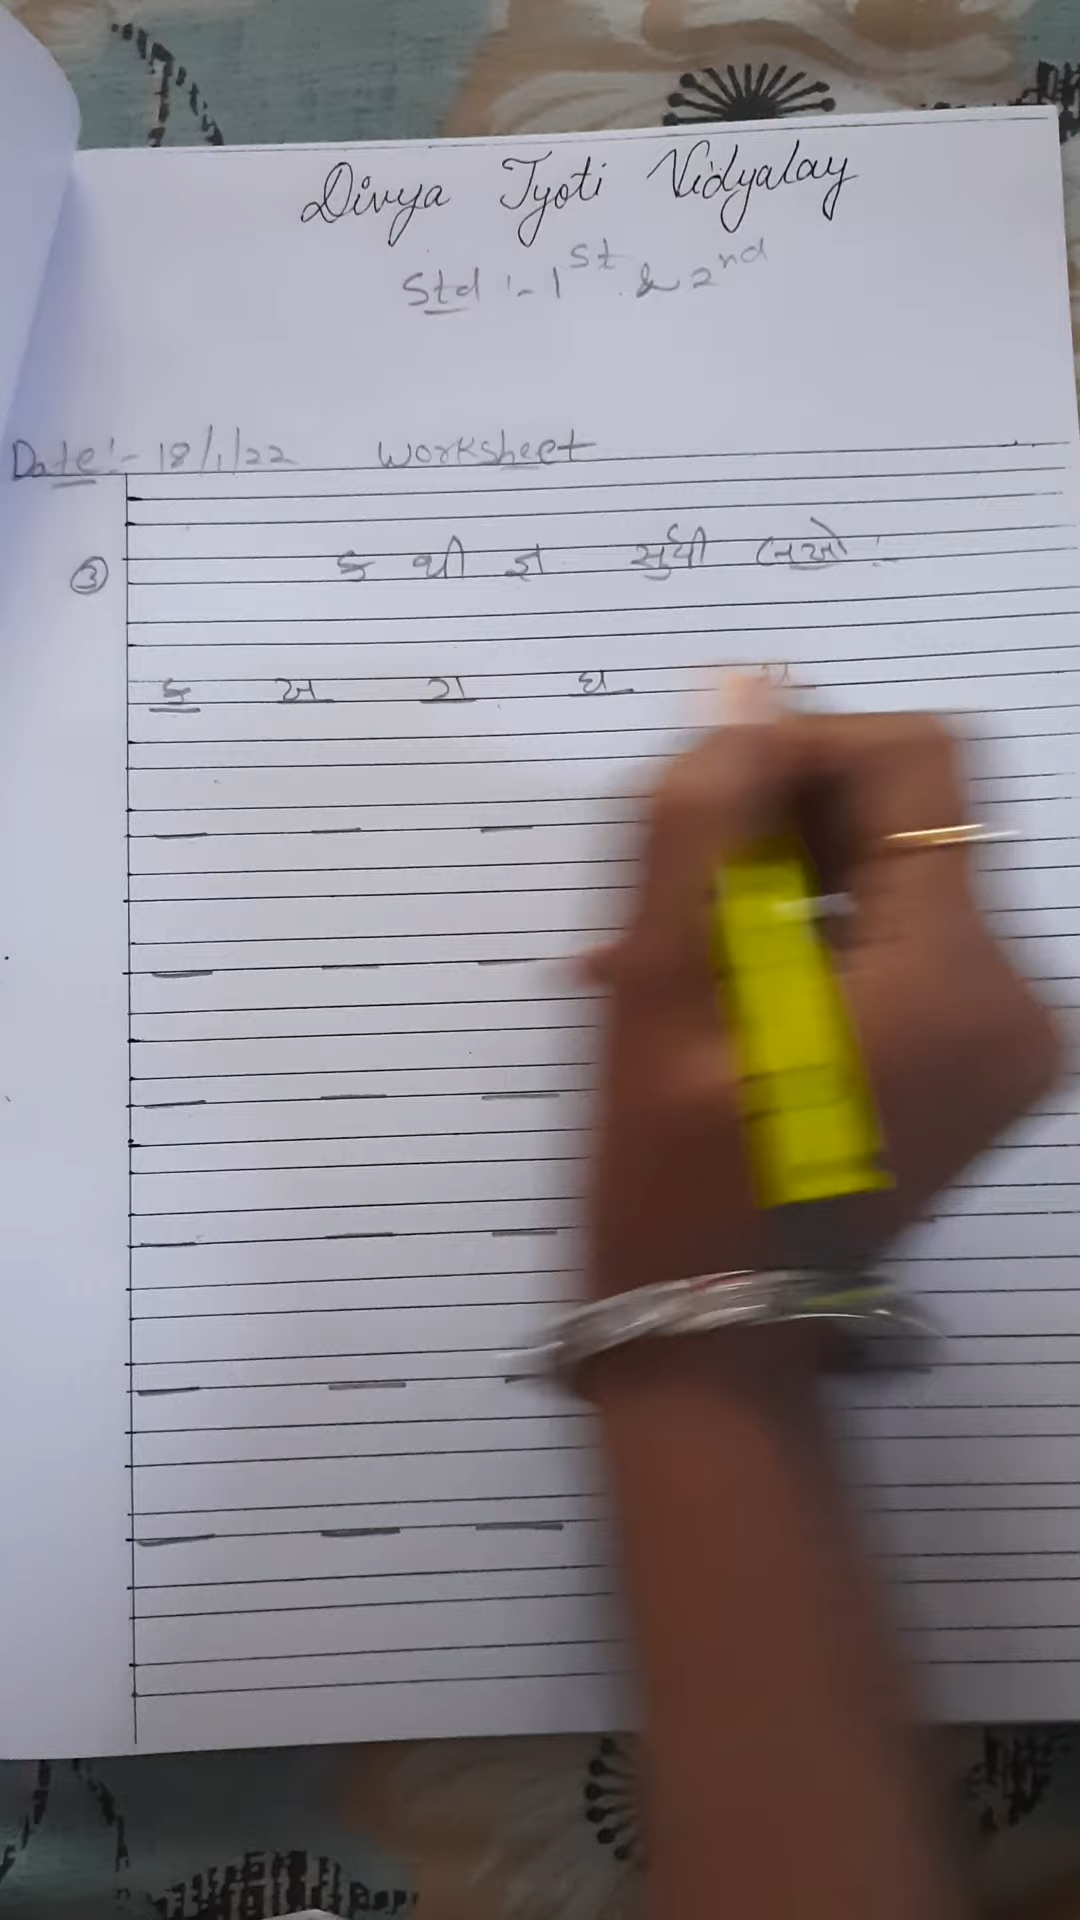 Divya Jyoti Vidyalay
Std :- 1st & 2nd
Date :- 18/1/22 Worksheet
③ ક થી જ્ઞ સુધી લખો :
ક ખ ગ ઘ